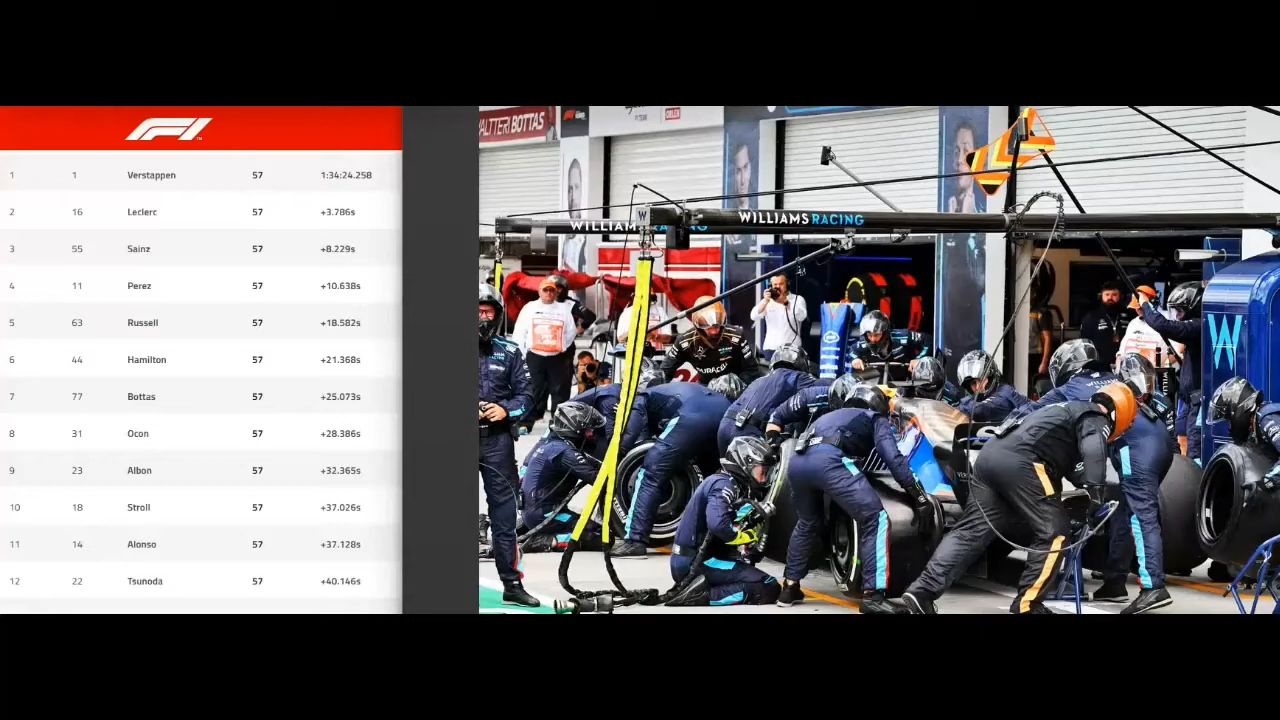 F1
1 1 Verstappen 57 1:34:24.258
2 16 Leclerc 57 +3.786s
3 55 Sainz 57 +8.229s
4 11 Perez 57 +10.638s
5 63 Russell 57 +18.582s
6 44 Hamilton 57 +21.368s
7 77 Bottas 57 +25.073s
8 31 Ocon 57 +28.386s
9 23 Albon 57 +32.365s
10 18 Stroll 57 +37.026s
11 14 Alonso 57 +37.128s
12 22 Tsunoda 57 +40.146s
VALTTERI BOTTAS
W
WILLIAMS RACING
WILLIAMS RACING
DURACELL
W